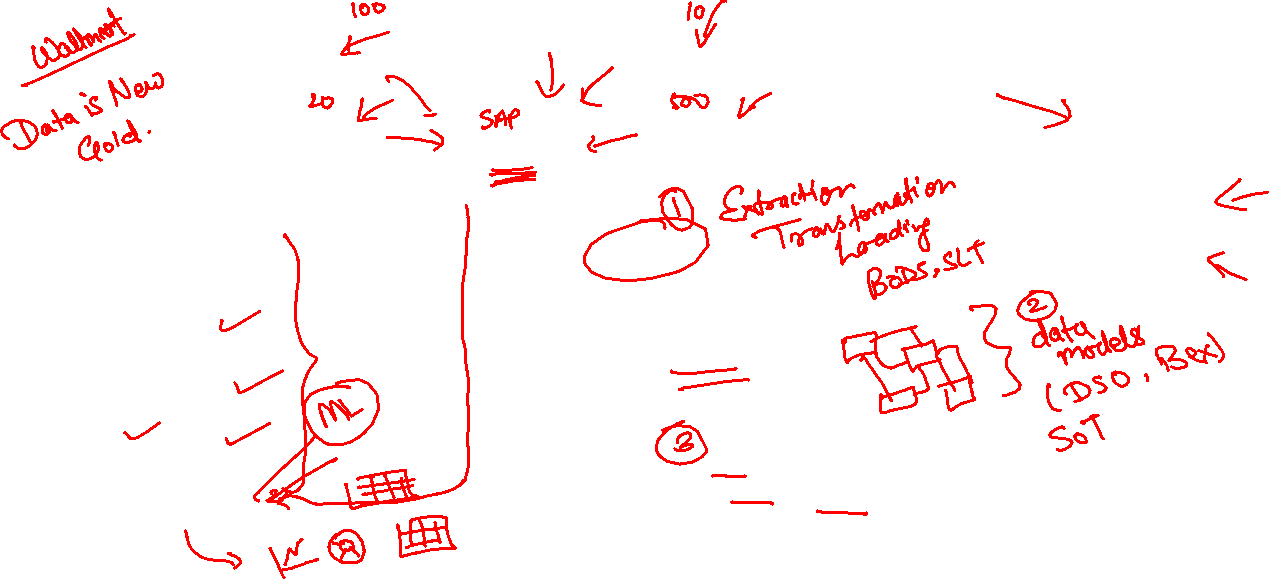 Wallmart
Data is New
Gold.
100
20
SAP
10
500
1
Extraction
Transformation
Loading
BODS, SLT
2
data
models
(DSO, Bex)
SOT
ML
3